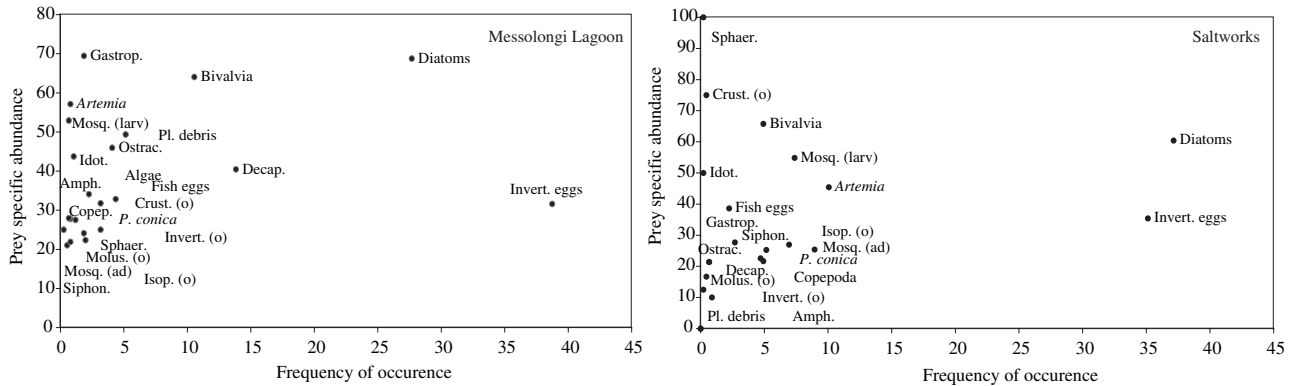 80
Messolongi Lagoon
70
Gastrop.
Diatoms
Bivalvia
60
Artemia
Mosq. (larv)
50
Pl. debris
Ostrac.
Idot.
40
Decap.
Algae
Amph.
Fish eggs
Invert. eggs
Crust. (o)
30
Copep.
P. conica
Invert. (o)
Sphaer.
20
Molus. (o)
Mosq. (ad)
Isop. (o)
Siphon.
10
0
0 5 10 15 20 25 30 35 40 45
Prey specific abundance
Frequency of occurence
100
Saltworks
Sphaer.
90
80
Crust. (o)
70
Bivalvia
Diatoms
60
Mosq. (larv)
50
Idot.
Artemia
40
Fish eggs
Invert. eggs
Gastrop.
30
Siphon.
Isop. (o)
Ostrac.
Mosq. (ad)
P. conica
20
Decap.
Molus. (o)
Copepoda
10
Invert. (o)
Pl. debris
Amph.
0
0 5 10 15 20 25 30 35 40 45
Prey specific abundance
Frequency of occurence